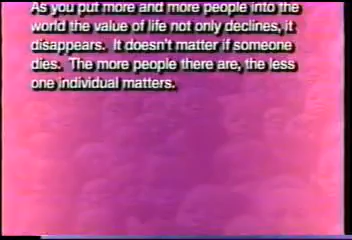 As you put more and more people into the
world the value of life not only declines, it
disappears. It doesn't matter if someone
dies. The more people there are, the less
one individual matters.